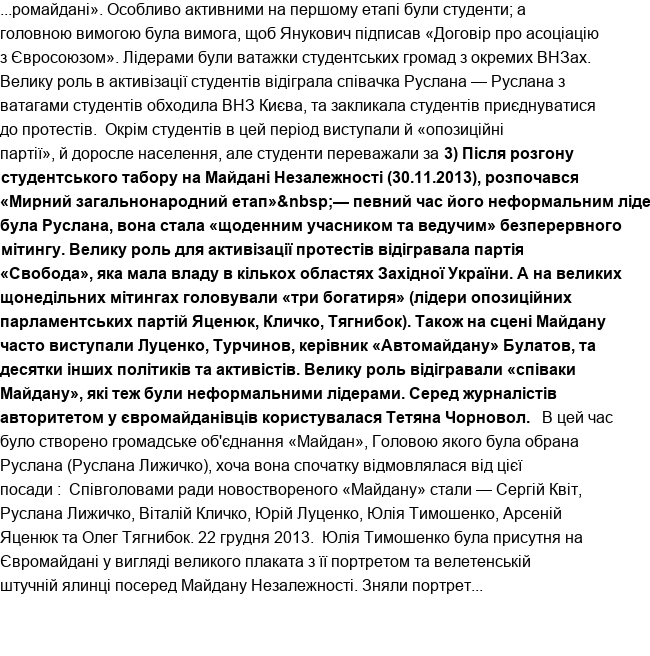 ...ромайдані». Особливо активними на першому етапі були студенти; а
головною вимогою була вимога, щоб Янукович підписав «Договір про асоціацію
з Євросоюзом». Лідерами були ватажки студентських громад з окремих ВНЗах.
Велику роль в активізації студентів відіграла співачка Руслана — Руслана з
ватагами студентів обходила ВНЗ Києва, та закликала студентів приєднуватися
до протестів.  Окрім студентів в цей період виступали й «опозиційні
партії», й доросле населення, але студенти переважали за 3) Після розгону
студентського табору на Майдані Незалежності (30.11.2013), розпочався
«Мирний загальнонародний етап»&nbsp;— певний час його неформальним ліде
була Руслана, вона стала «щоденним учасником та ведучим» безперервного
мітингу. Велику роль для активізації протестів відігравала партія
«Свобода», яка мала владу в кількох областях Західної України. А на великих
щонедільних мітингах головували «три богатиря» (лідери опозиційних
парламентських партій Яценюк, Кличко, Тягнибок). Також на сцені Майдану
часто виступали Луценко, Турчинов, керівник «Автомайдану» Булатов, та
десятки інших політиків та активістів. Велику роль відігравали «співаки
Майдану», які теж були неформальними лідерами. Серед журналістів
авторитетом у євромайданівців користувалася Тетяна Чорновол.   В цей час
було створено громадське об'єднання «Майдан», Головою якого була обрана
Руслана (Руслана Лижичко), хоча вона спочатку відмовлялася від цієї
посади :  Співголовами ради новоствореного «Майдану» стали — Сергій Квіт,
Руслана Лижичко, Віталій Кличко, Юрій Луценко, Юлія Тимошенко, Арсеній
Яценюк та Олег Тягнибок. 22 грудня 2013.  Юлія Тимошенко була присутня на
Євромайдані у вигляді великого плаката з її портретом та велетенській
штучній ялинці посеред Майдану Незалежності. Зняли портрет...